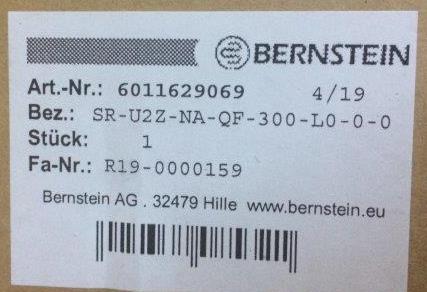 BERNSTEIN
Art.-Nr.: 6011629069 4/19
Bez.: SR-U2Z-NA-QF-300-L0-0-0
Stück: 1
Fa-Nr.: R19-0000159
Bernstein AG . 32479 Hille www.bernstein.eu